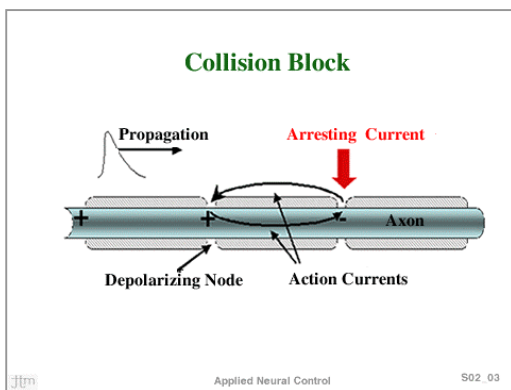 Collision Block
Propagation
Arresting Current
+
+
-
Axon
Depolarizing Node
Action Currents
jtm
Applied Neural Control
S02_03